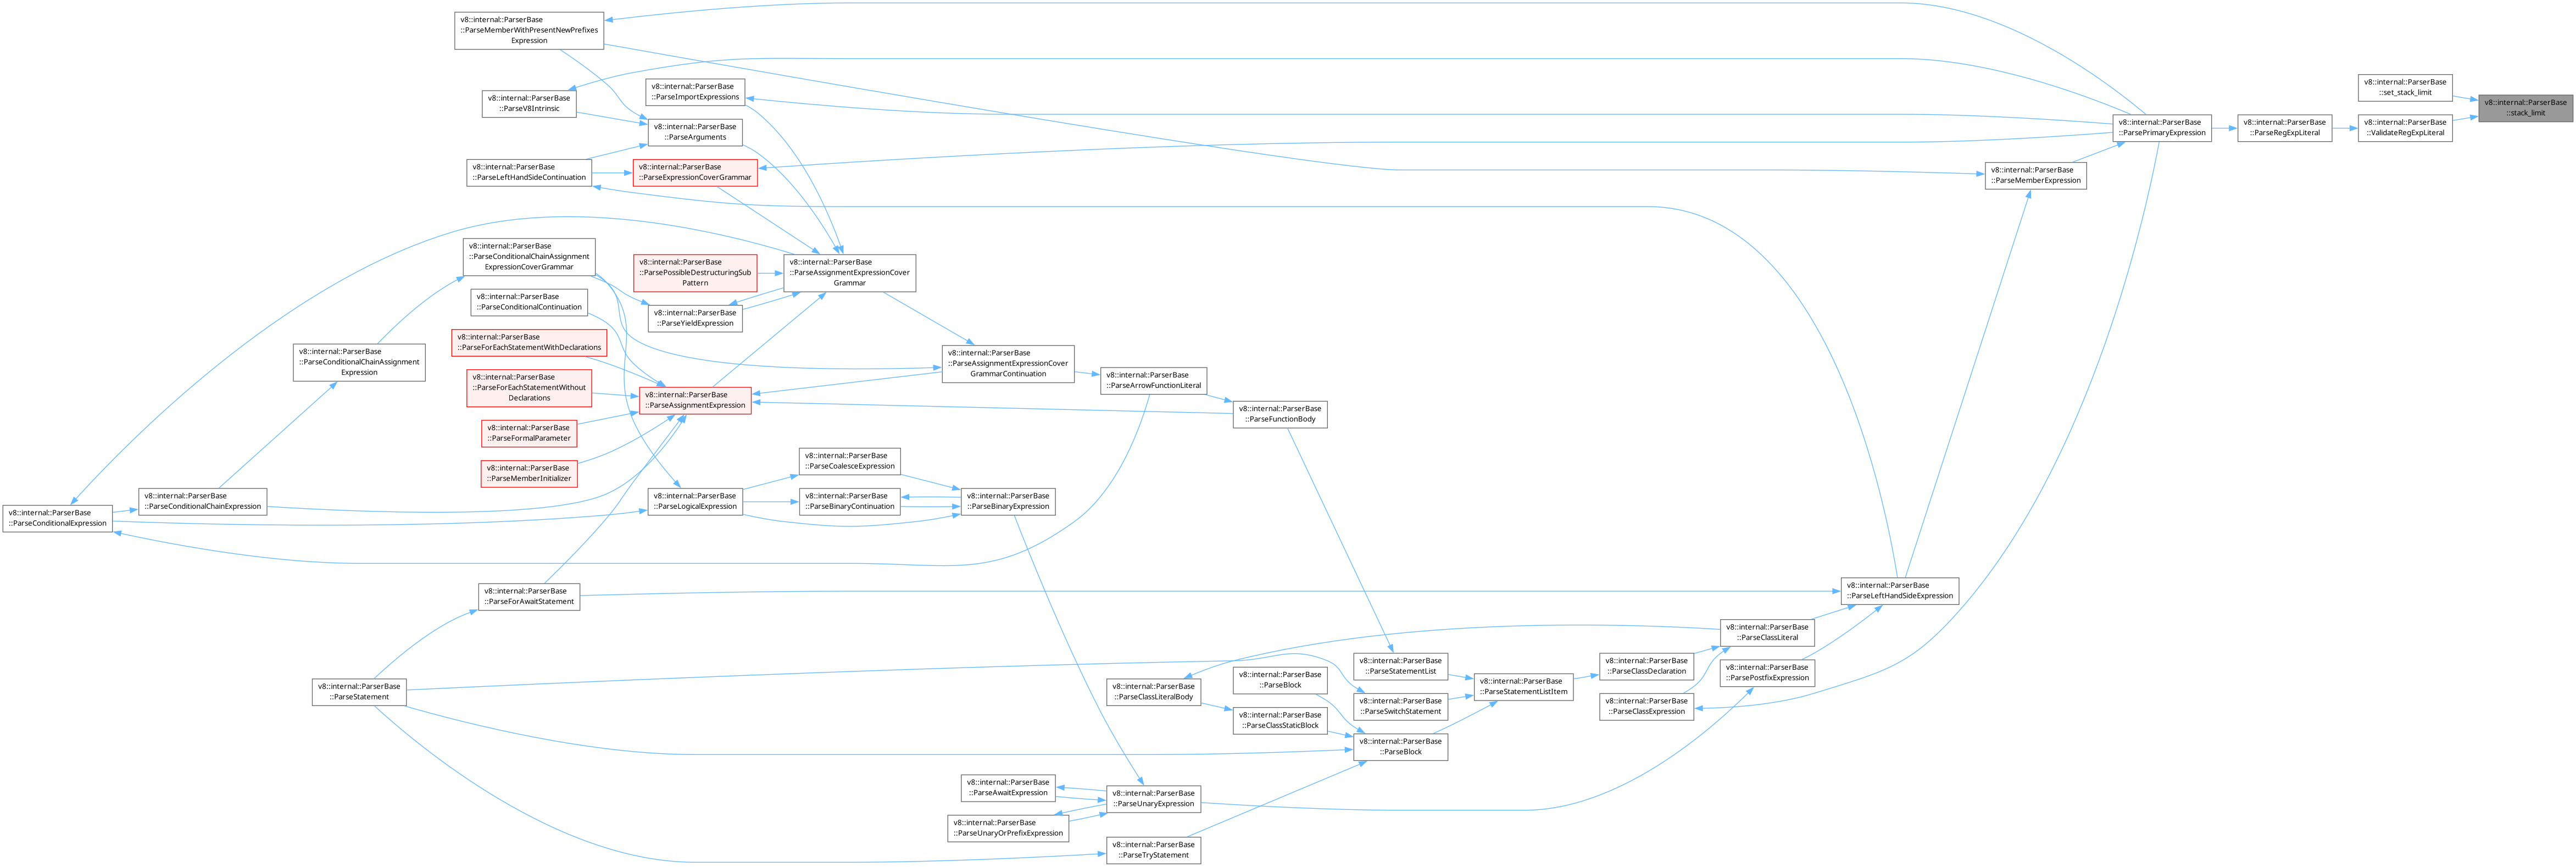 v8::internal::ParserBase
::ParseMemberWithPresentNewPrefixes
Expression
v8::internal::ParserBase
::ParseV8Intrinsic
v8::internal::ParserBase
::ParseImportExpressions
v8::internal::ParserBase
::ParseArguments
v8::internal::ParserBase
::ParseLeftHandSideContinuation
v8::internal::ParserBase
::ParseExpressionCoverGrammar
v8::internal::ParserBase
::ParsePrimaryExpression
v8::internal::ParserBase
::ParseRegExpLiteral
v8::internal::ParserBase
::set_stack_limit
v8::internal::ParserBase
::ValidateRegExpLiteral
v8::internal::ParserBase
::stack_limit
v8::internal::ParserBase
::ParseMemberExpression
v8::internal::ParserBase
::ParseConditionalChainAssignment
ExpressionCoverGrammar
v8::internal::ParserBase
::ParsePossibleDestructuringSub
Pattern
v8::internal::ParserBase
::ParseAssignmentExpressionCover
Grammar
v8::internal::ParserBase
::ParseConditionalContinuation
v8::internal::ParserBase
::ParseYieldExpression
v8::internal::ParserBase
::ParseForEachStatementWithDeclarations
v8::internal::ParserBase
::ParseConditionalChainAssignment
Expression
v8::internal::ParserBase
::ParseAssignmentExpressionCover
GrammarContinuation
v8::internal::ParserBase
::ParseForEachStatementWithout
Declarations
v8::internal::ParserBase
::ParseAssignmentExpression
v8::internal::ParserBase
::ParseArrowFunctionLiteral
v8::internal::ParserBase
::ParseFunctionBody
v8::internal::ParserBase
::ParseFormalParameter
v8::internal::ParserBase
::ParseMemberInitializer
v8::internal::ParserBase
::ParseCoalesceExpression
v8::internal::ParserBase
::ParseConditionalExpression
v8::internal::ParserBase
::ParseConditionalChainExpression
v8::internal::ParserBase
::ParseLogicalExpression
v8::internal::ParserBase
::ParseBinaryContinuation
v8::internal::ParserBase
::ParseBinaryExpression
v8::internal::ParserBase
::ParseForAwaitStatement
v8::internal::ParserBase
::ParseLeftHandSideExpression
v8::internal::ParserBase
::ParseClassLiteral
v8::internal::ParserBase
::ParseStatement
v8::internal::ParserBase
::ParseClassLiteralBody
v8::internal::ParserBase
::ParseBlock
v8::internal::ParserBase
::ParseStatementList
v8::internal::ParserBase
::ParseStatementListItem
v8::internal::ParserBase
::ParseClassDeclaration
v8::internal::ParserBase
::ParsePostfixExpression
v8::internal::ParserBase
::ParseClassStaticBlock
v8::internal::ParserBase
::ParseSwitchStatement
v8::internal::ParserBase
::ParseClassExpression
v8::internal::ParserBase
::ParseBlock
v8::internal::ParserBase
::ParseAwaitExpression
v8::internal::ParserBase
::ParseUnaryExpression
v8::internal::ParserBase
::ParseUnaryOrPrefixExpression
v8::internal::ParserBase
::ParseTryStatement